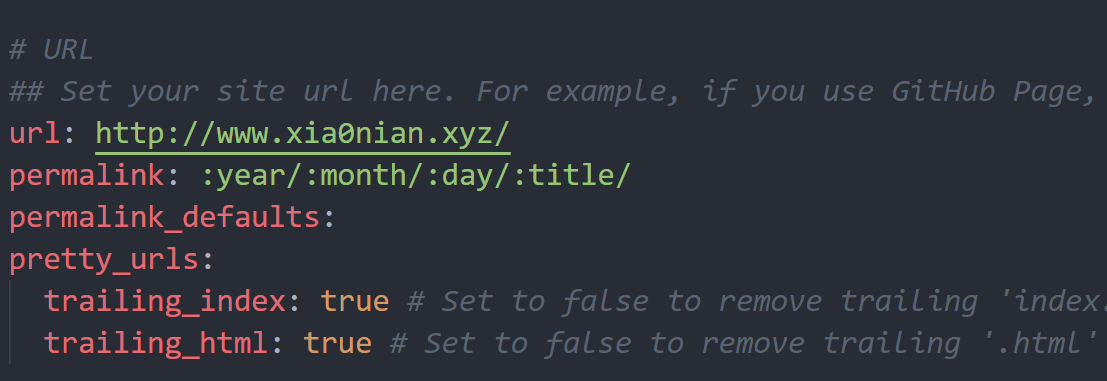 # URL
## Set your site url here. For example, if you use GitHub Page,
url: http://www.xia0nian.xyz/
permalink: :year/:month/:day/:title/
permalink_defaults:
pretty_urls:
  trailing_index: true # Set to false to remove trailing 'index.
  trailing_html: true # Set to false to remove trailing '.html'